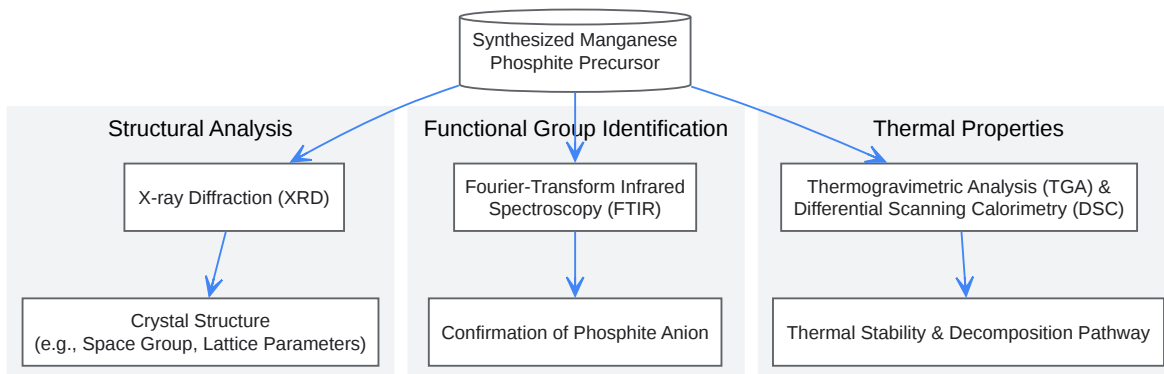 Synthesized Manganese
Phosphite Precursor
Structural Analysis
X-ray Diffraction (XRD)
Crystal Structure
(e.g., Space Group, Lattice Parameters)
Functional Group Identification
Fourier-Transform Infrared
Spectroscopy (FTIR)
Confirmation of Phosphite Anion
Thermal Properties
Thermogravimetric Analysis (TGA) &
Differential Scanning Calorimetry (DSC)
Thermal Stability & Decomposition Pathway